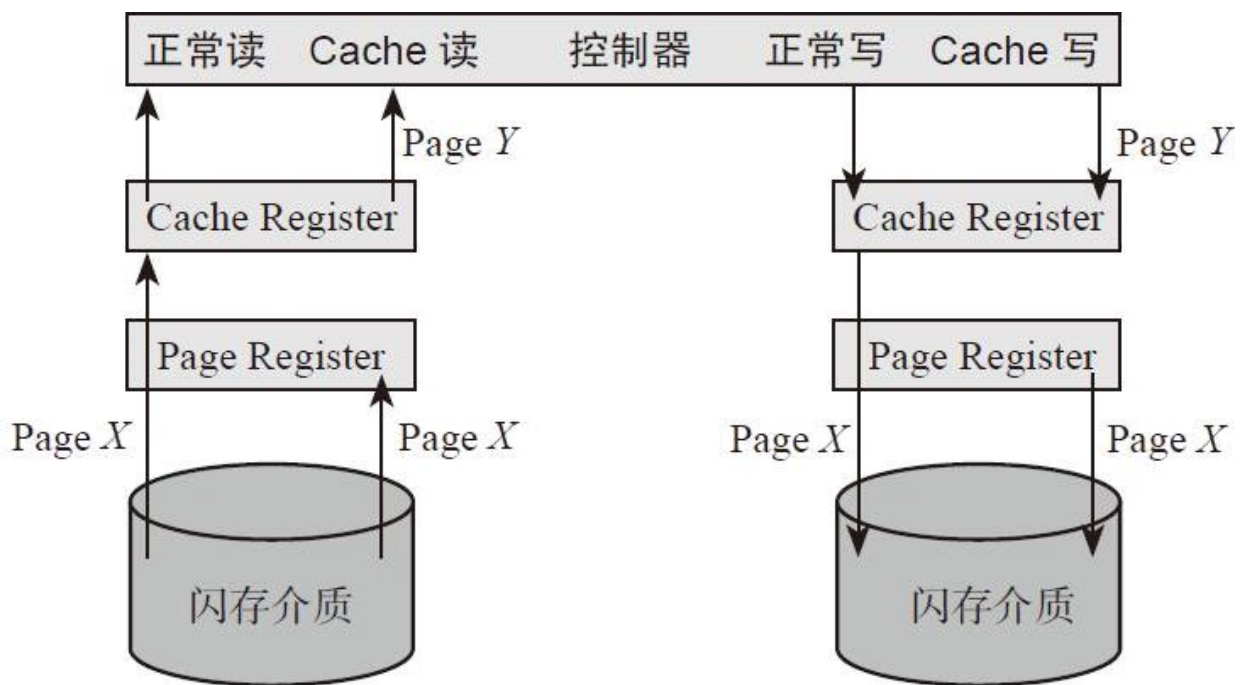 正常读 Cache 读 控制器 正常写 Cache 写
Page Y Page Y
Cache Register Cache Register
Page Register Page Register
Page X Page X Page X Page X
闪存介质 闪存介质